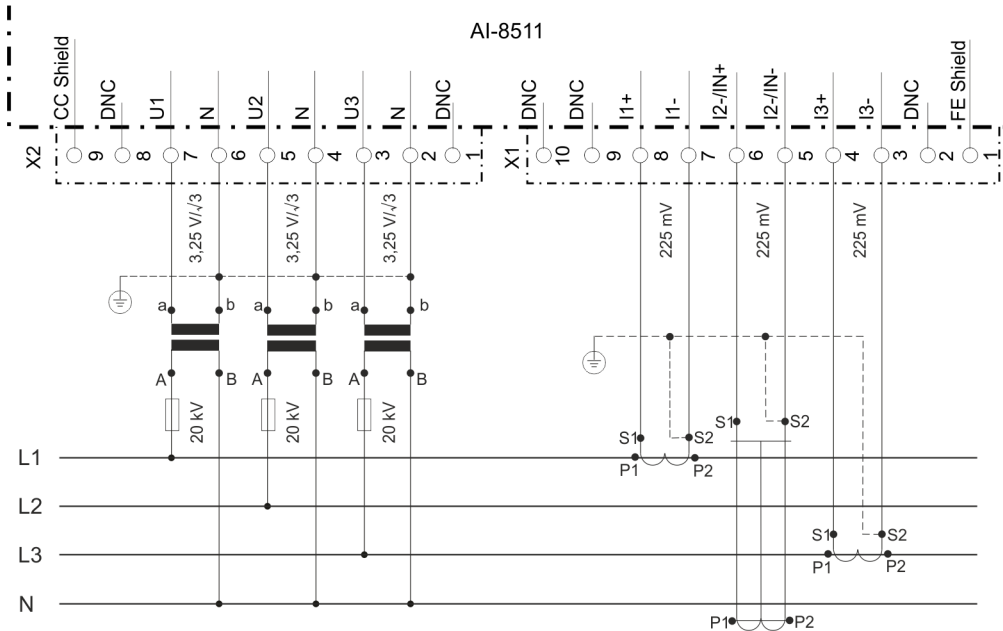 AI-8511
CC Shield
DNC
U1
N
U2
N
U3
N
DNC
DNC
DNC
I1+
I1-
I2-/IN+
I2-/IN-
I3+
I3-
DNC
FE Shield
X2
9
8
7
6
5
4
3
2
1
X1
10
9
8
7
6
5
4
3
2
1
3,25 V/√3
3,25 V/√3
3,25 V/√3
225 mV
225 mV
225 mV
a b
a b
a b
A B
A B
A B
20 kV
20 kV
20 kV
S1 S2
S1 S2
L1
P1 P2
L2
S1 S2
L3
P1 P2
N
P1 P2